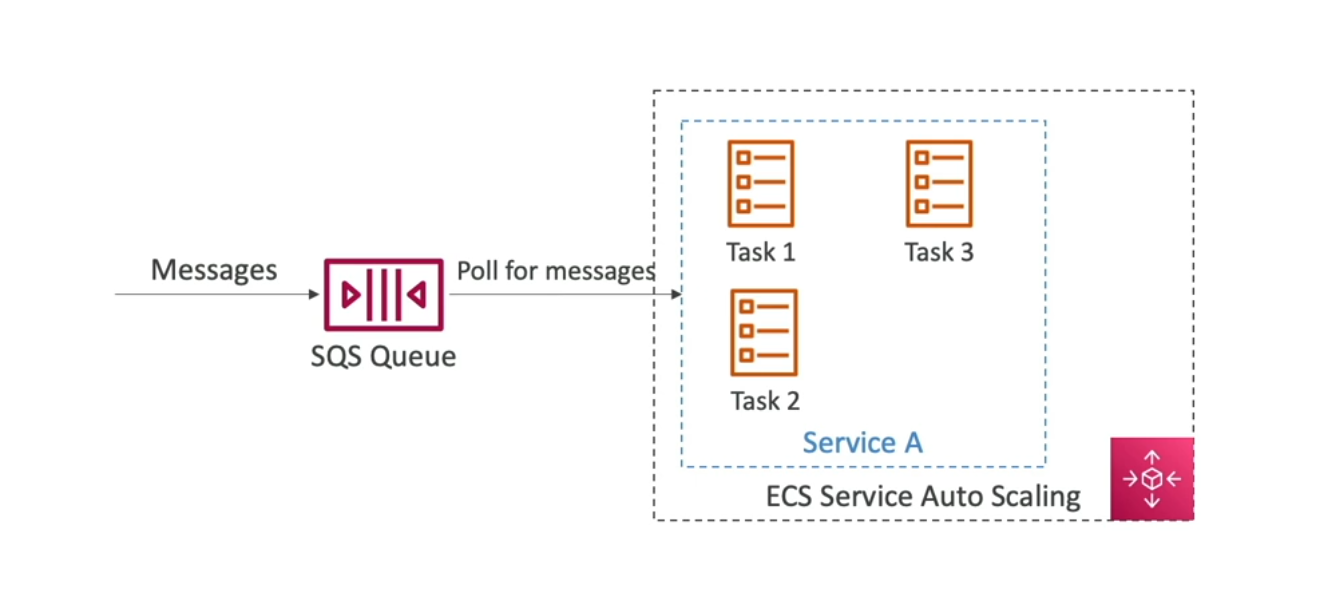 Messages
SQS Queue
Poll for messages
Task 1
Task 3
Task 2
Service A
ECS Service Auto Scaling